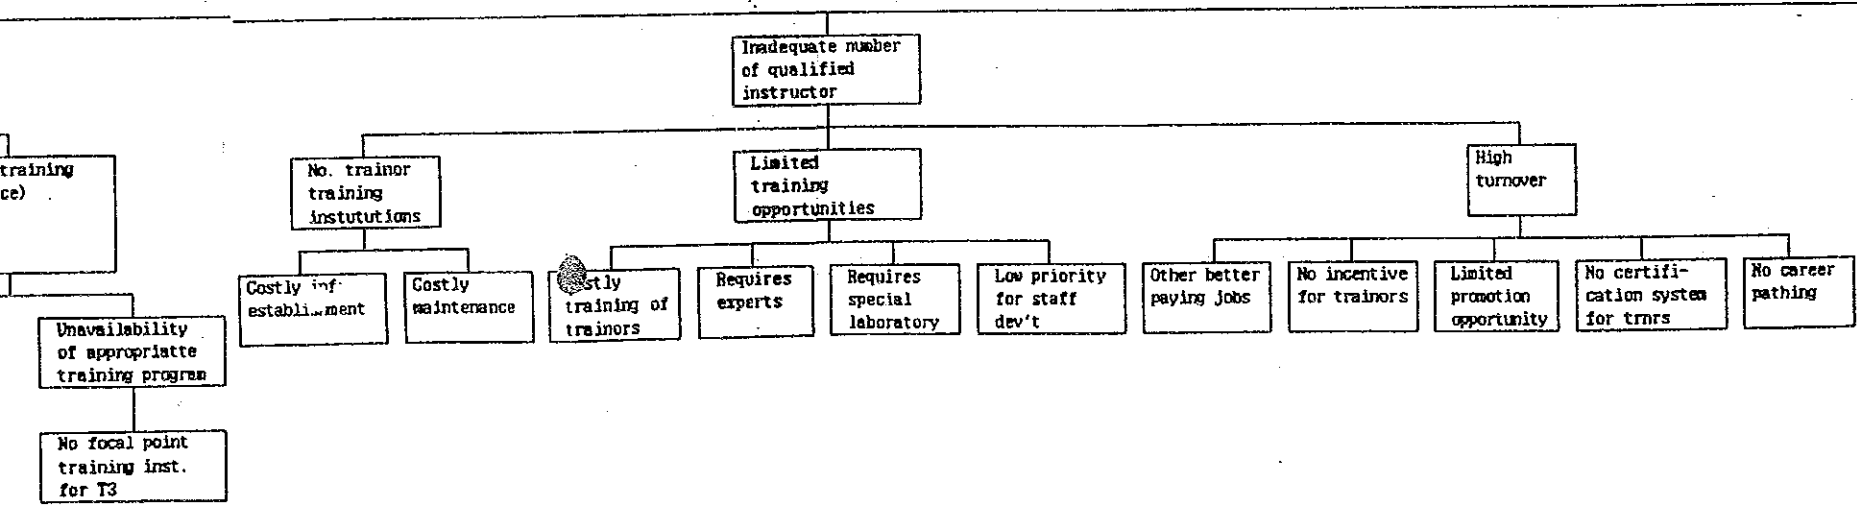 Inadequate number
of qualified
instructor
training
ce)
No. trainor
training
instututions
Limited
training
opportunities
High
turnover
Costly
ment
Costly
maintenance
training of
trainors
Requires
experts
Requires
special
laboratory
Low priority
for staff
dev't
Other better
paying jobs
No incentive
for trainors
Limited
promotion
opportunity
No certifi-
cation system
for trnrs
No career
pathing
Unavailability
of appropriatte
training program
No focal point
training inst.
for T3